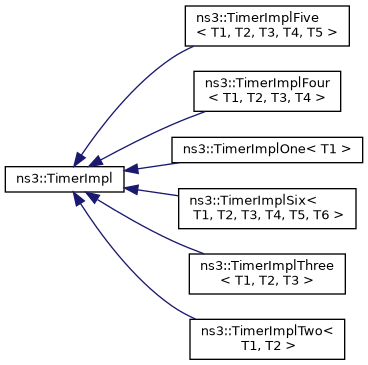 ns3::TimerImplFive
< T1, T2, T3, T4, T5 >
ns3::TimerImplFour
< T1, T2, T3, T4 >
ns3::TimerImplOne< T1 >
ns3::TimerImpl
ns3::TimerImplSix<
T1, T2, T3, T4, T5, T6 >
ns3::TimerImplThree
< T1, T2, T3 >
ns3::TimerImplTwo<
T1, T2 >